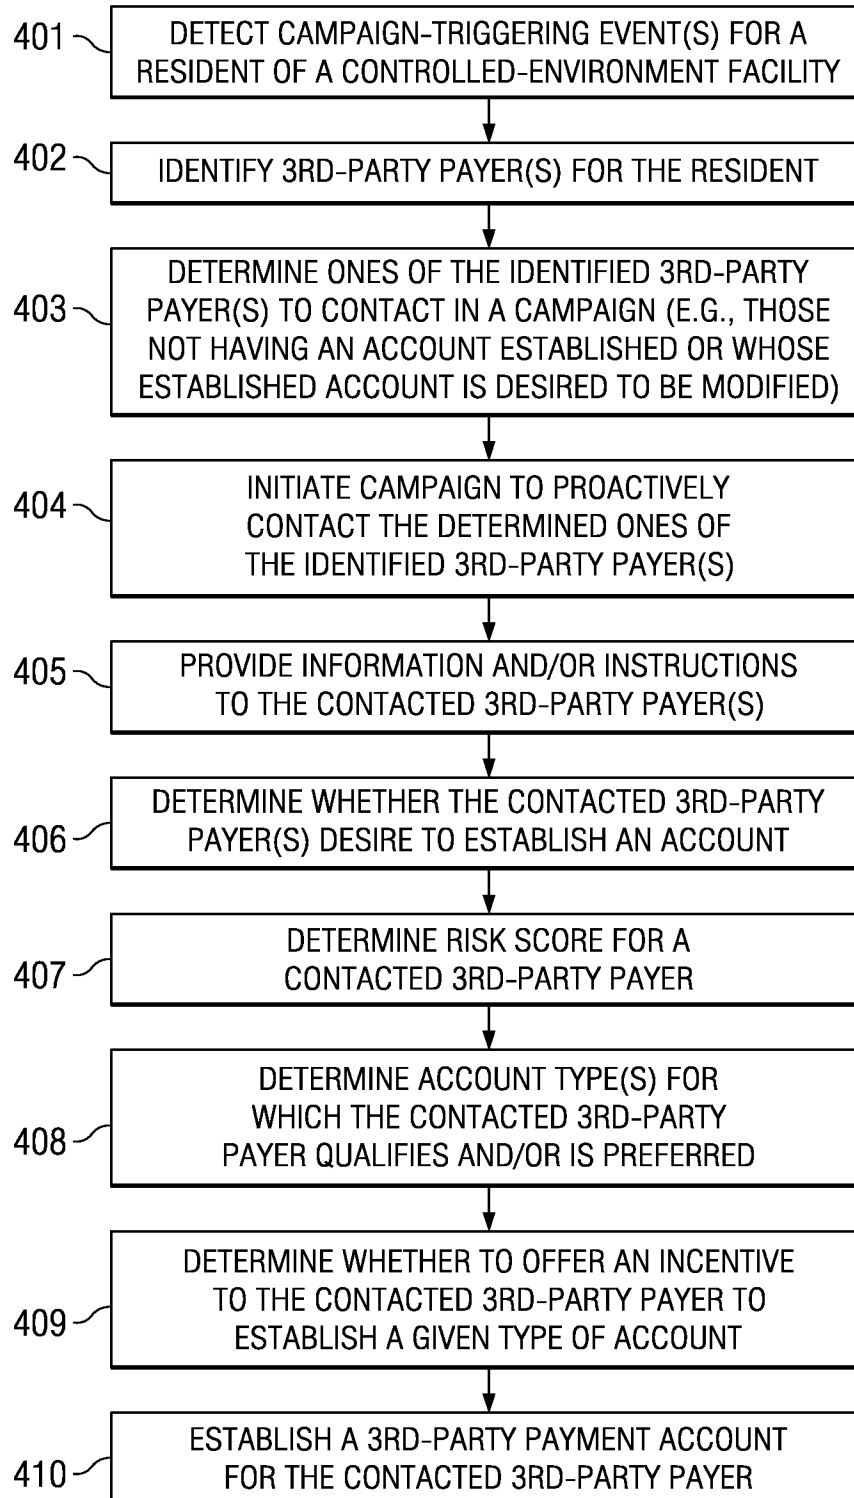 401
DETECT CAMPAIGN-TRIGGERING EVENT(S) FOR A
RESIDENT OF A CONTROLLED-ENVIRONMENT FACILITY
402
IDENTIFY 3RD-PARTY PAYER(S) FOR THE RESIDENT
403
DETERMINE ONES OF THE IDENTIFIED 3RD-PARTY
PAYER(S) TO CONTACT IN A CAMPAIGN (E.G., THOSE
NOT HAVING AN ACCOUNT ESTABLISHED OR WHOSE
ESTABLISHED ACCOUNT IS DESIRED TO BE MODIFIED)
404
INITIATE CAMPAIGN TO PROACTIVELY
CONTACT THE DETERMINED ONES OF
THE IDENTIFIED 3RD-PARTY PAYER(S)
405
PROVIDE INFORMATION AND/OR INSTRUCTIONS
TO THE CONTACTED 3RD-PARTY PAYER(S)
406
DETERMINE WHETHER THE CONTACTED 3RD-PARTY
PAYER(S) DESIRE TO ESTABLISH AN ACCOUNT
407
DETERMINE RISK SCORE FOR A
CONTACTED 3RD-PARTY PAYER
408
DETERMINE ACCOUNT TYPE(S) FOR
WHICH THE CONTACTED 3RD-PARTY
PAYER QUALIFIES AND/OR IS PREFERRED
409
DETERMINE WHETHER TO OFFER AN INCENTIVE
TO THE CONTACTED 3RD-PARTY PAYER TO
ESTABLISH A GIVEN TYPE OF ACCOUNT
410
ESTABLISH A 3RD-PARTY PAYMENT ACCOUNT
FOR THE CONTACTED 3RD-PARTY PAYER